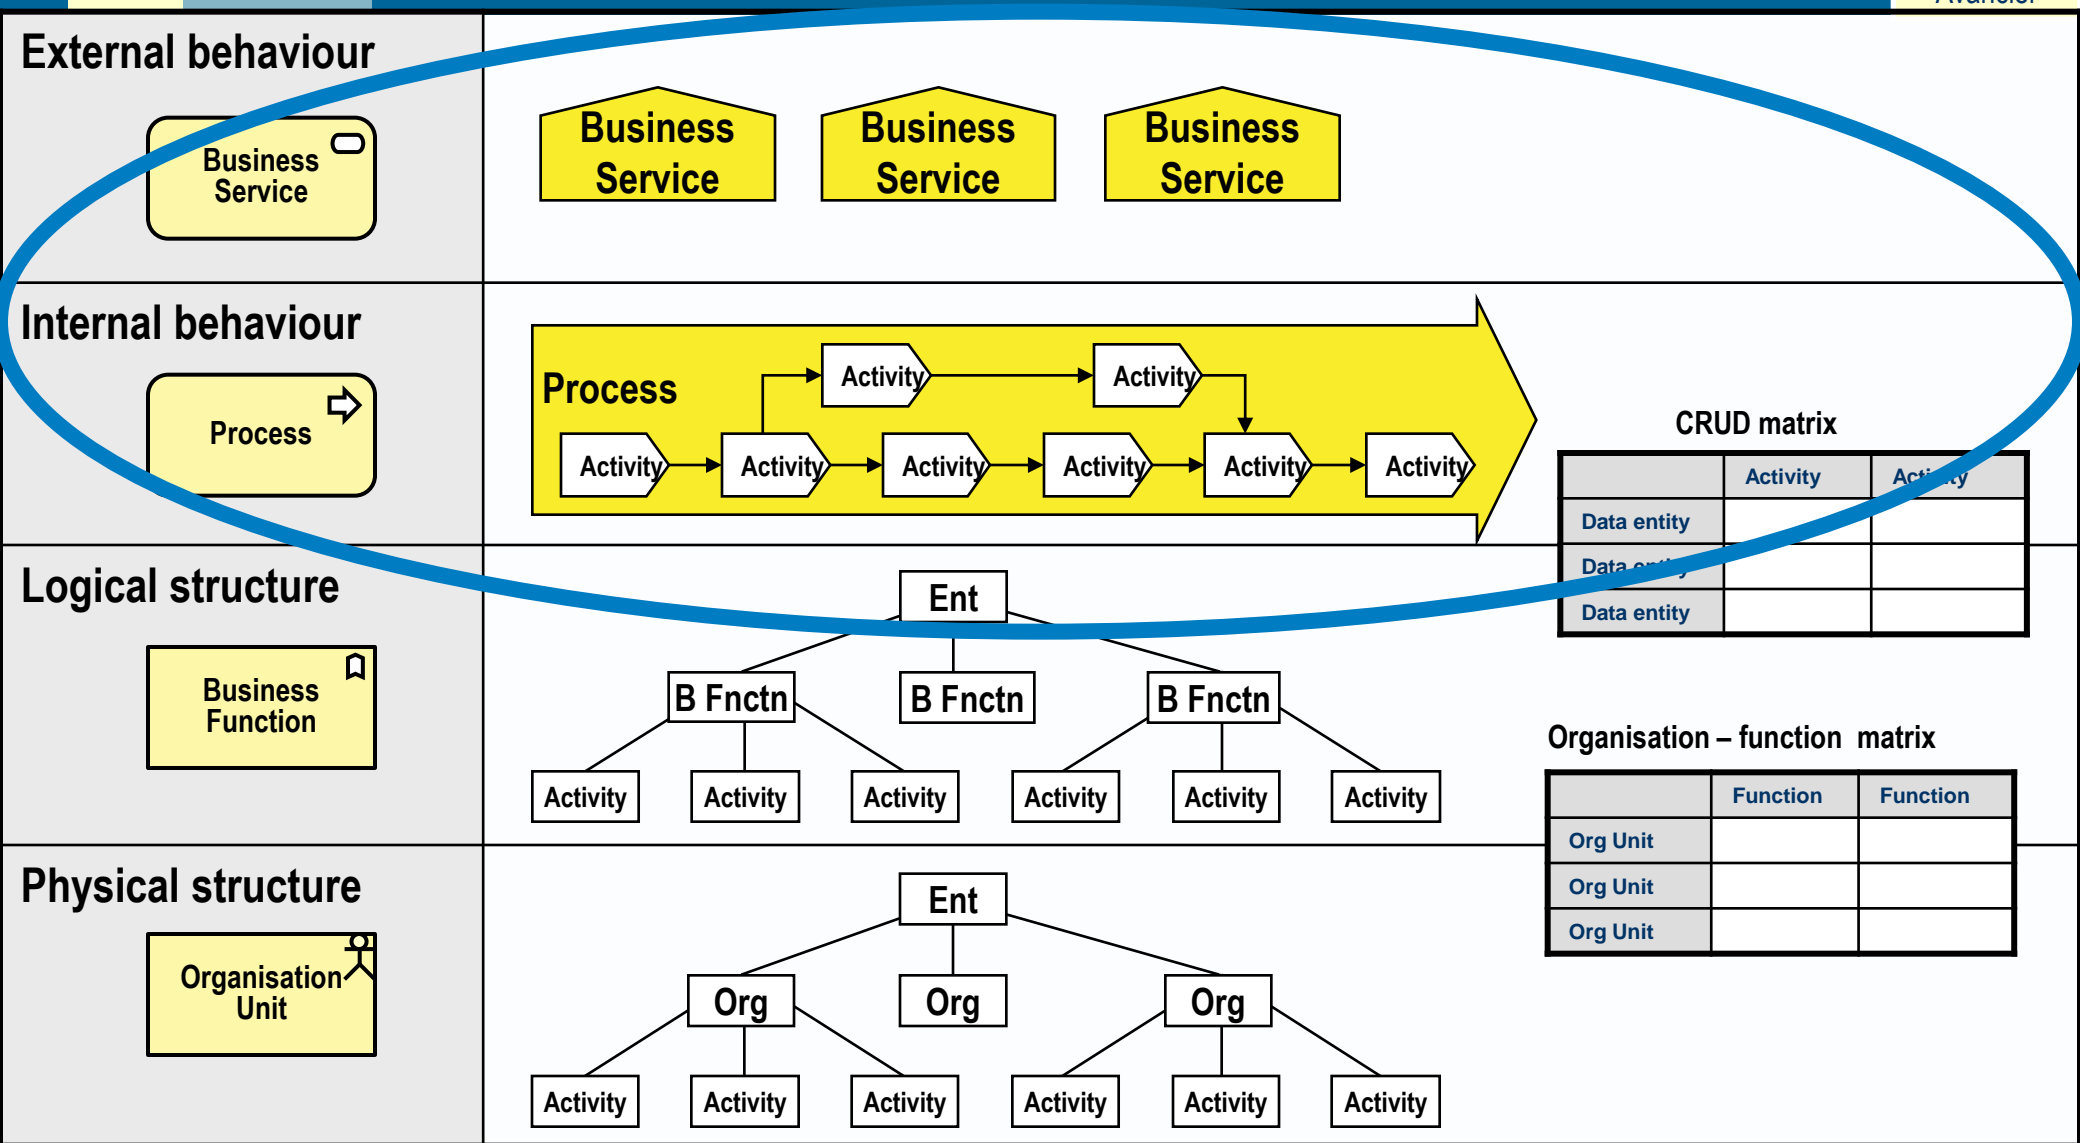 External behaviour
Business
Service
Business
Service
Business
Service
Business
Service
Internal behaviour
Process
Process
Activity
Activity
Activity
Activity
Activity
Activity
Activity
Activity
CRUD matrix
Activity
Activity
Data entity
Data entity
Data entity
Logical structure
Business
Function
Ent
B Fnctn
B Fnctn
B Fnctn
Activity
Activity
Activity
Activity
Activity
Activity
Organisation – function matrix
Function
Function
Org Unit
Org Unit
Org Unit
Physical structure
Organisation
Unit
Ent
Org
Org
Org
Activity
Activity
Activity
Activity
Activity
Activity